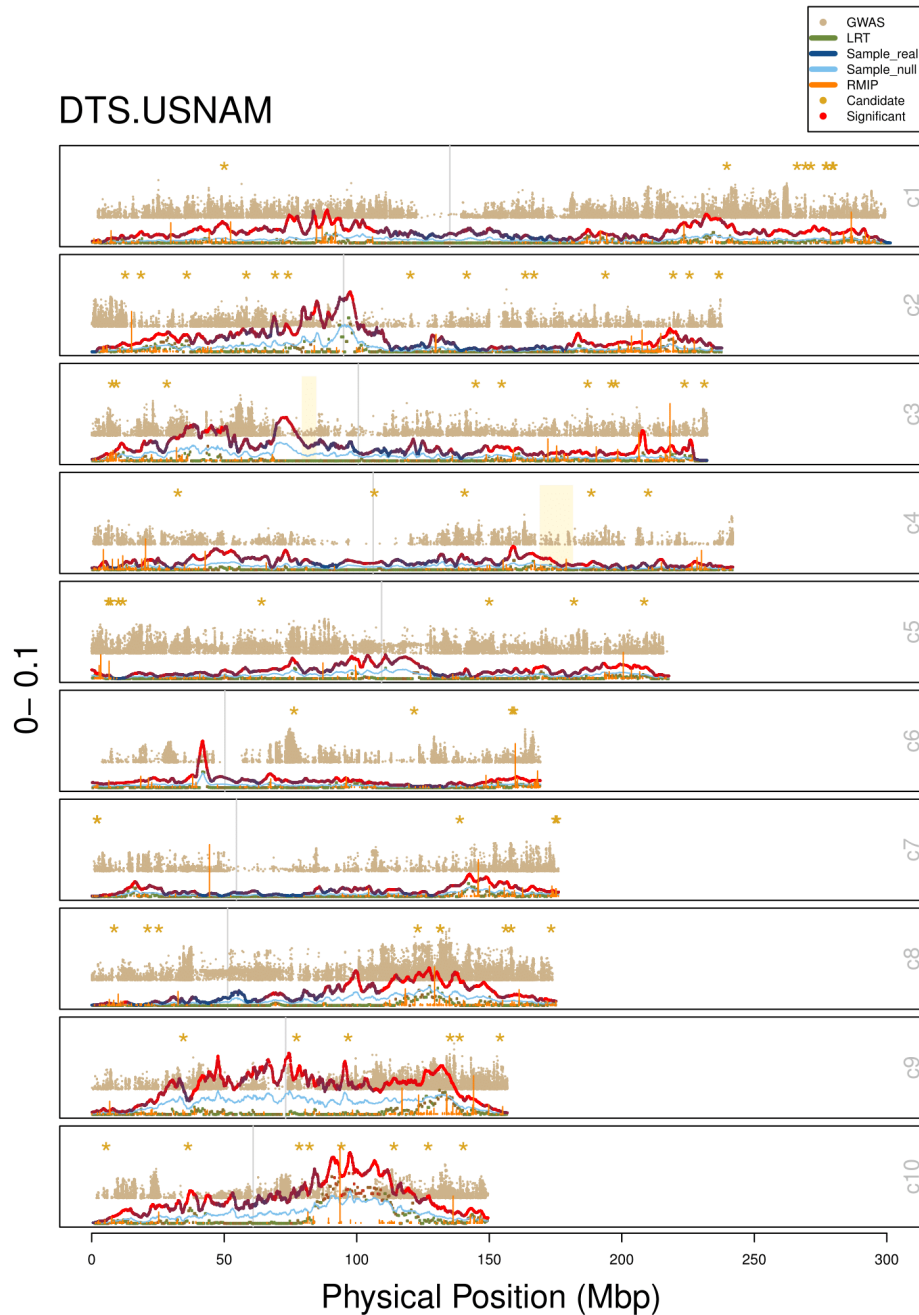 GWAS
LRT
Sample_real
Sample_null
RMIP
Candidate
Significant
DTS.USNAM
c1
c2
c3
c4
c5
c6
c7
c8
c9
c10
0− 0.1
0 50 100 150 200 250 300
Physical Position (Mbp)